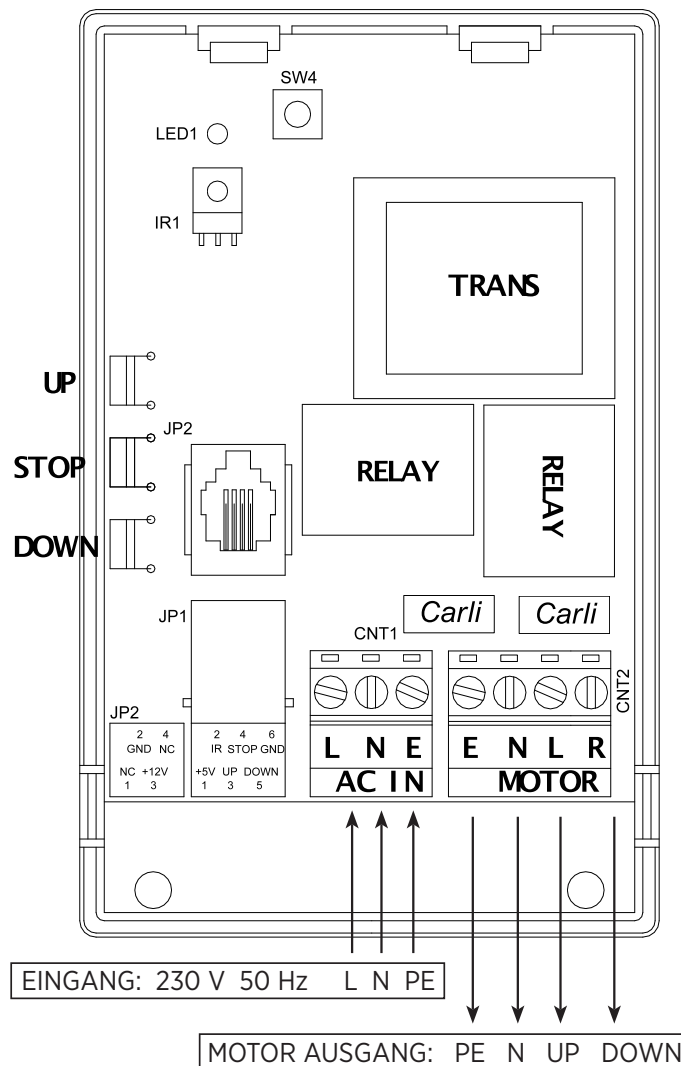 SW4
LED1
IR1
TRANS
UP
JP2
STOP
RELAY
RELAY
DOWN
JP1
Carli
Carli
CNT1
CNT2
JP2
2 4
GND NC
NC +12V
1 3
2 4 6
IR STOP GND
+5V UP DOWN
1 3 5
L N E
AC IN
E N L R
MOTOR
EINGANG: 230 V 50 Hz L N PE
MOTOR AUSGANG: PE N UP DOWN